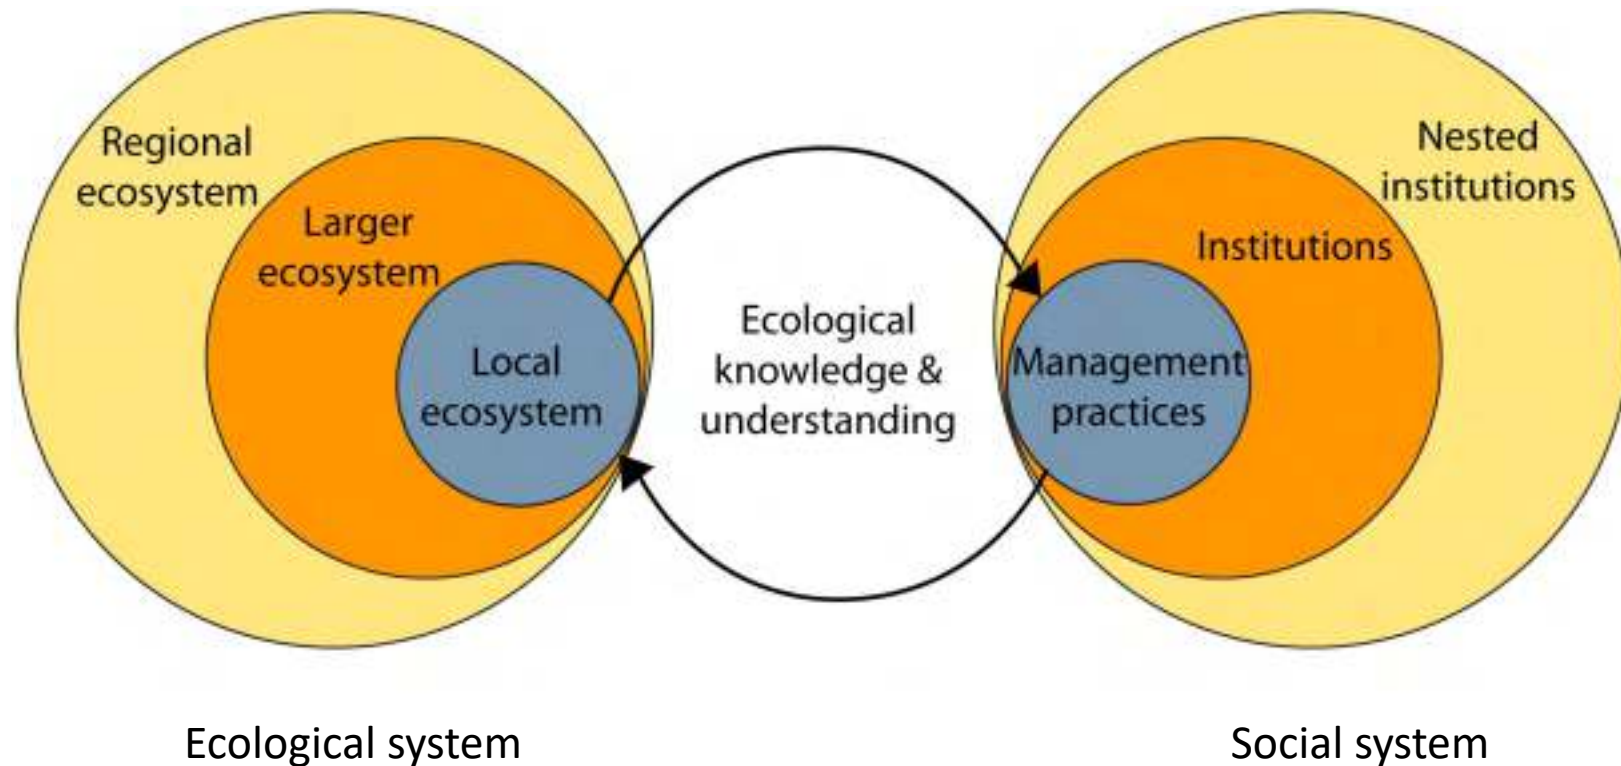 Regional
ecosystem
Larger
ecosystem
Local
ecosystem
Ecological
knowledge &
understanding
Nested
institutions
Institutions
Management
practices
Ecological system
Social system